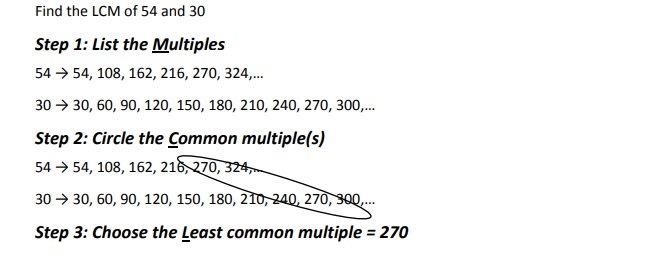 Find the LCM of 54 and 30
Step 1: List the Multiples
54 → 54, 108, 162, 216, 270, 324,...
30 → 30, 60, 90, 120, 150, 180, 210, 240, 270, 300,...
Step 2: Circle the Common multiple(s)
54 → 54, 108, 162, 216, 270, 324,...
30 → 30, 60, 90, 120, 150, 180, 210, 240, 270, 300,...
Step 3: Choose the Least common multiple = 270